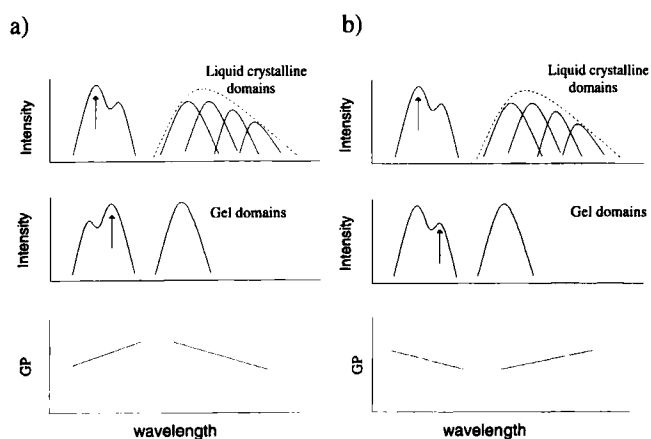 a)
b)
Liquid crystalline
domains
Intensity
Liquid crystalline
domains
Intensity
Gel domains
Intensity
Gel domains
Intensity
GP
GP
wavelength
wavelength